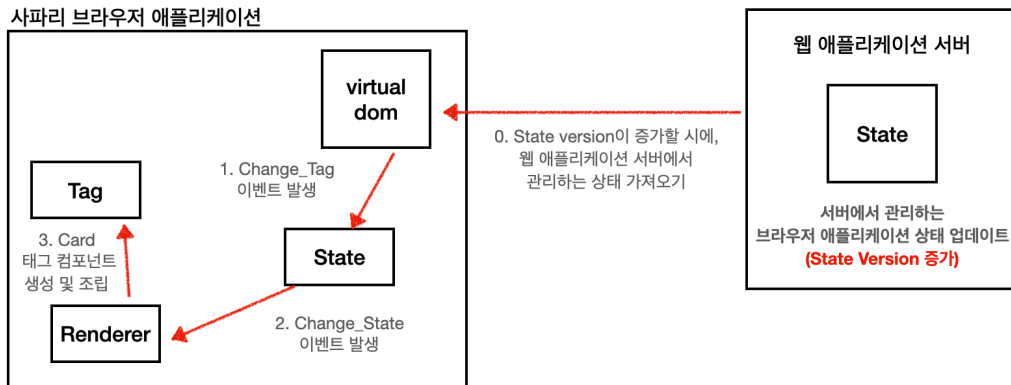 사파리 브라우저 애플리케이션
virtual
dom
1. Change_Tag
이벤트 발생
Tag
3. Card
태그 컴포넌트
생성 및 조립
State
Renderer
2. Change_State
이벤트 발생
0. State version이 증가할 시에,
웹 애플리케이션 서버에서
관리하는 상태 가져오기
웹 애플리케이션 서버
State
서버에서 관리하는
브라우저 애플리케이션 상태 업데이트
(State Version 증가)